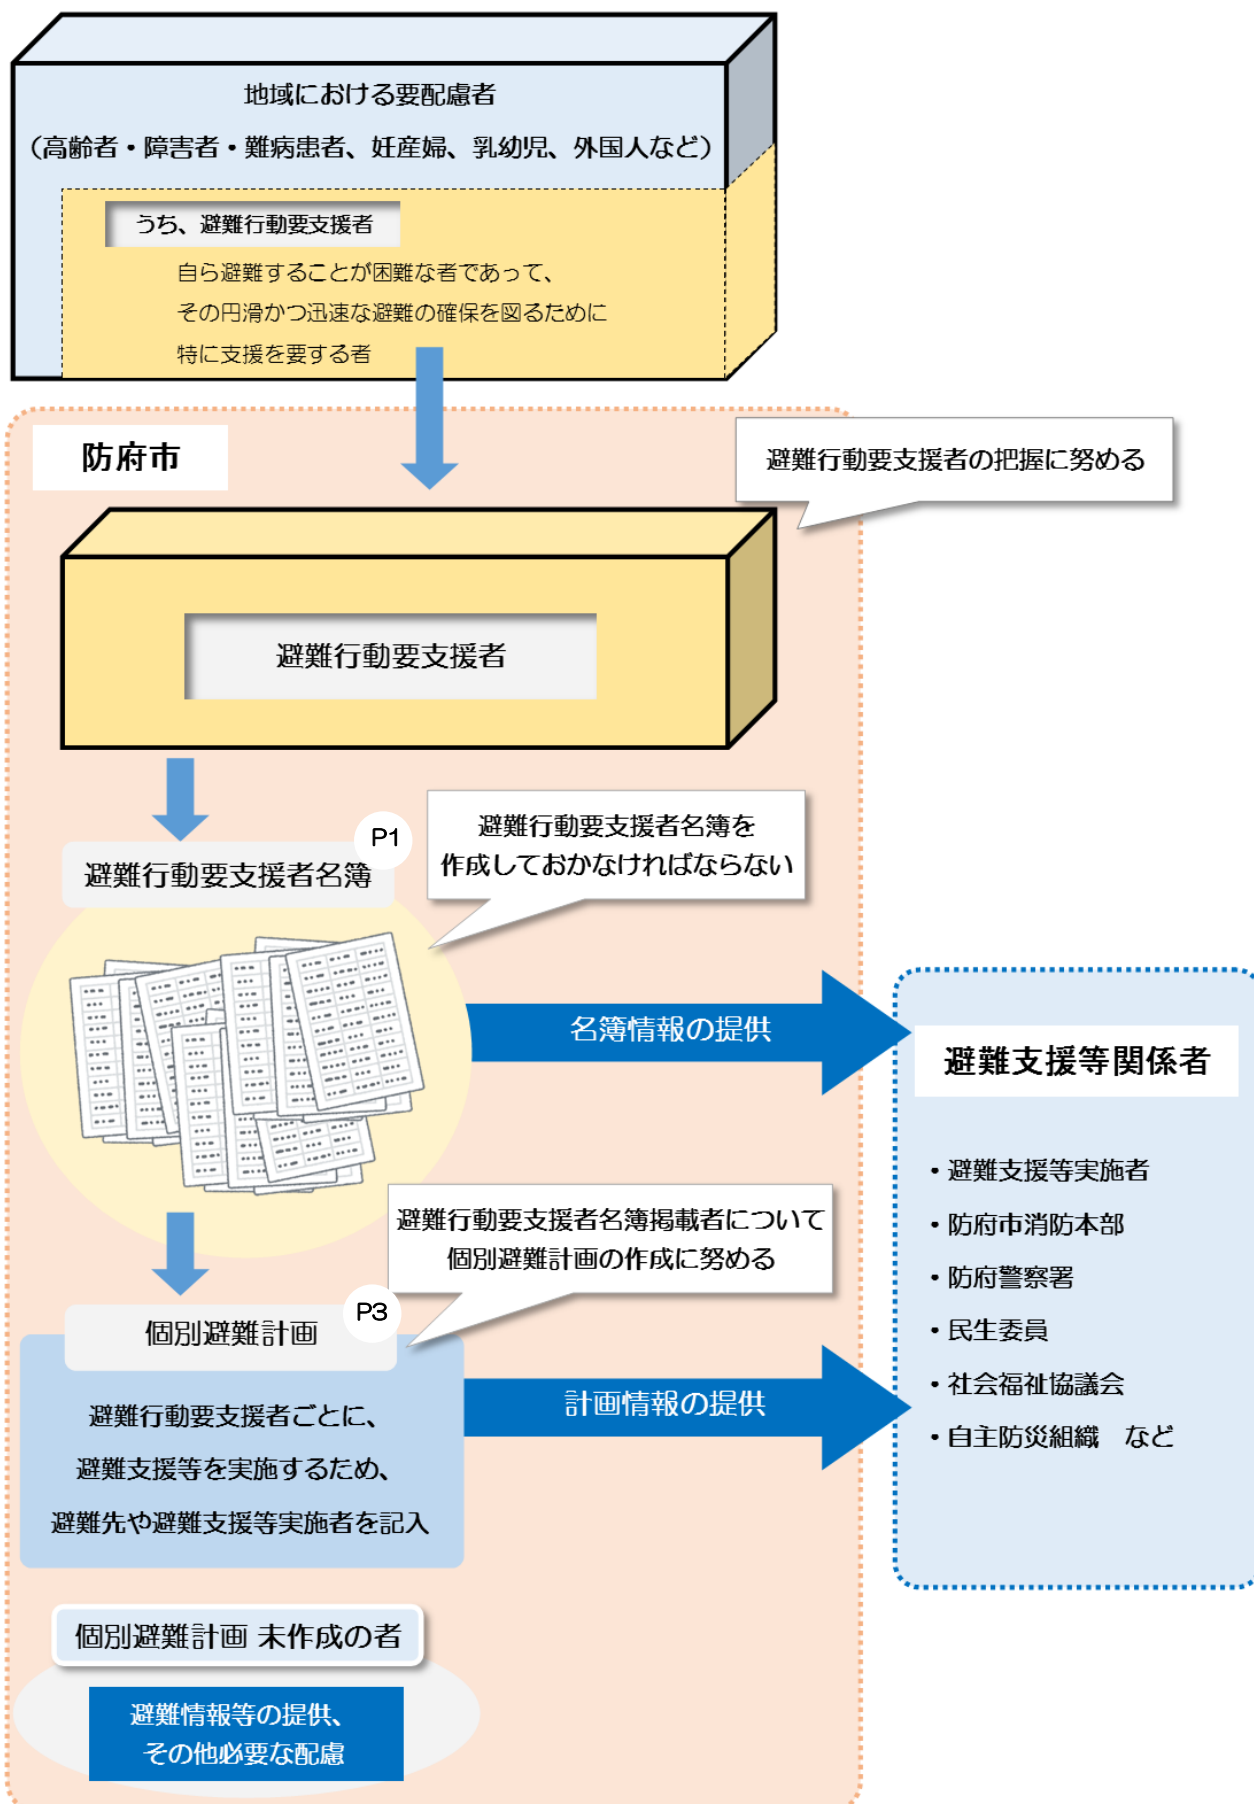 地域における要配慮者
（高齢者・障害者・難病患者、妊産婦、乳幼児、外国人など）
うち、避難行動要支援者
自ら避難することが困難な者であって、
その円滑かつ迅速な避難の確保を図るために
特に支援を要する者
防府市
避難行動要支援者の把握に努める
避難行動要支援者
P1
避難行動要支援者名簿
避難行動要支援者名簿を
作成しておかなければならない
名簿情報の提供
避難支援等関係者
・避難支援等実施者
・防府市消防本部
・防府警察署
・民生委員
・社会福祉協議会
・自主防災組織　など
避難行動要支援者名簿掲載者について
個別避難計画の作成に努める
P3
個別避難計画
避難行動要支援者ごとに、
避難支援等を実施するため、
避難先や避難支援等実施者を記入
計画情報の提供
個別避難計画 未作成の者
避難情報等の提供、
その他必要な配慮